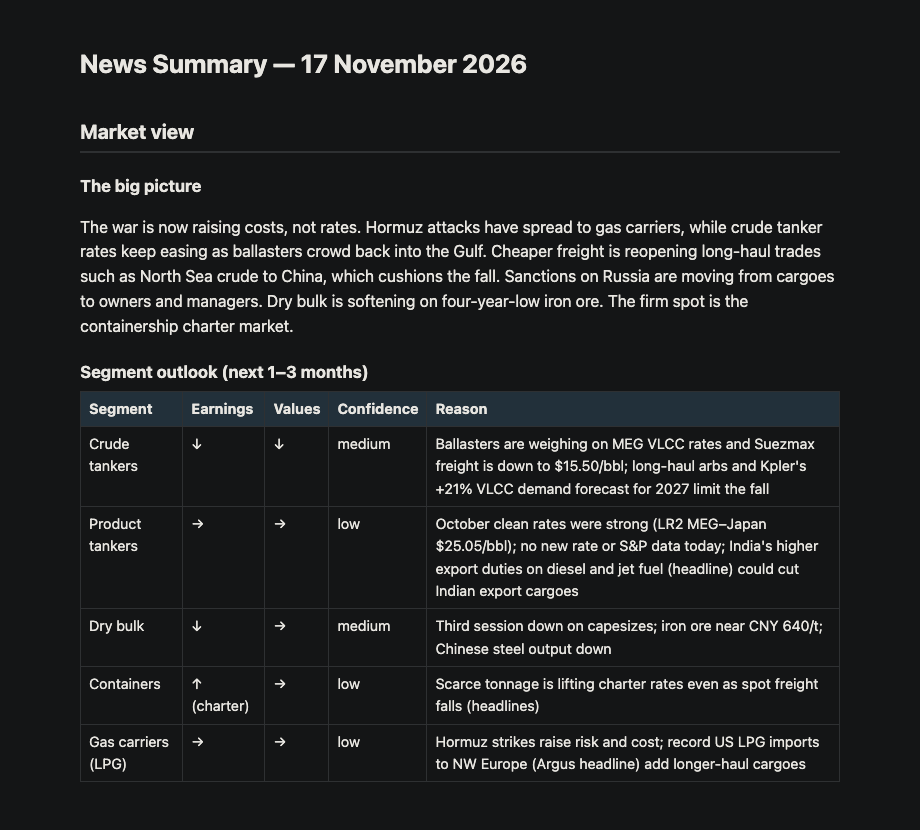 News Summary — 17 November 2026
Market view
The big picture
The war is now raising costs, not rates. Hormuz attacks have spread to gas carriers, while crude tanker
rates keep easing as ballasters crowd back into the Gulf. Cheaper freight is reopening long-haul trades
such as North Sea crude to China, which cushions the fall. Sanctions on Russia are moving from cargoes
to owners and managers. Dry bulk is softening on four-year-low iron ore. The firm spot is the
containership charter market.
Segment outlook (next 1–3 months)
Segment Earnings Values Confidence Reason
Crude tankers ↓ ↓ medium Ballasters are weighing on MEG VLCC rates and Suezmax
freight is down to $15.50/bbl; long-haul arbs and Kpler's
+21% VLCC demand forecast for 2027 limit the fall
Product tankers → → low October clean rates were strong (LR2 MEG–Japan
$25.05/bbl); no new rate or S&P data today; India's higher
export duties on diesel and jet fuel (headline) could cut
Indian export cargoes
Dry bulk ↓ → medium Third session down on capesizes; iron ore near CNY 640/t;
Chinese steel output down
Containers ↑ (charter) → low Scarce tonnage is lifting charter rates even as spot freight
falls (headlines)
Gas carriers (LPG) → → low Hormuz strikes raise risk and cost; record US LPG imports
to NW Europe (Argus headline) add longer-haul cargoes